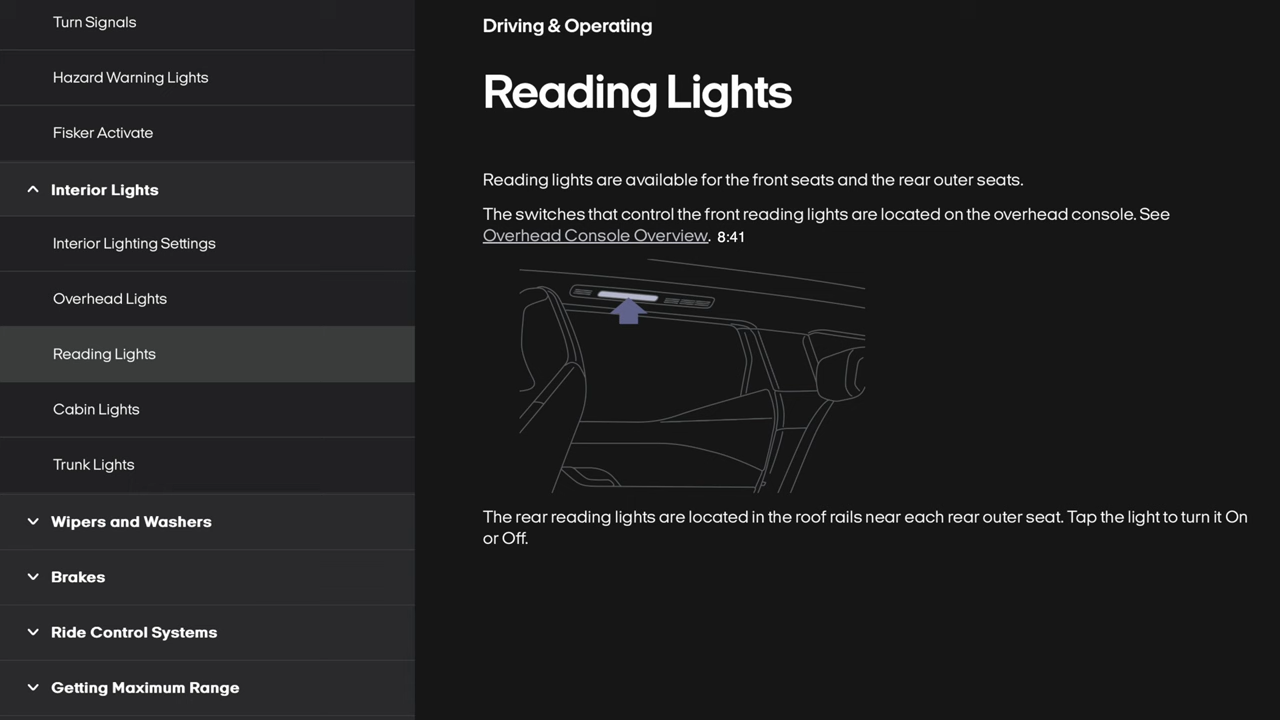 Turn Signals
Hazard Warning Lights
Fisker Activate
Interior Lights
Interior Lighting Settings
Overhead Lights
Reading Lights
Cabin Lights
Trunk Lights
Wipers and Washers
Brakes
Ride Control Systems
Getting Maximum Range
Driving & Operating
Reading Lights
Reading lights are available for the front seats and the rear outer seats.
The switches that control the front reading lights are located on the overhead console. See
Overhead Console Overview. 8:41
The rear reading lights are located in the roof rails near each rear outer seat. Tap the light to turn it On
or Off.